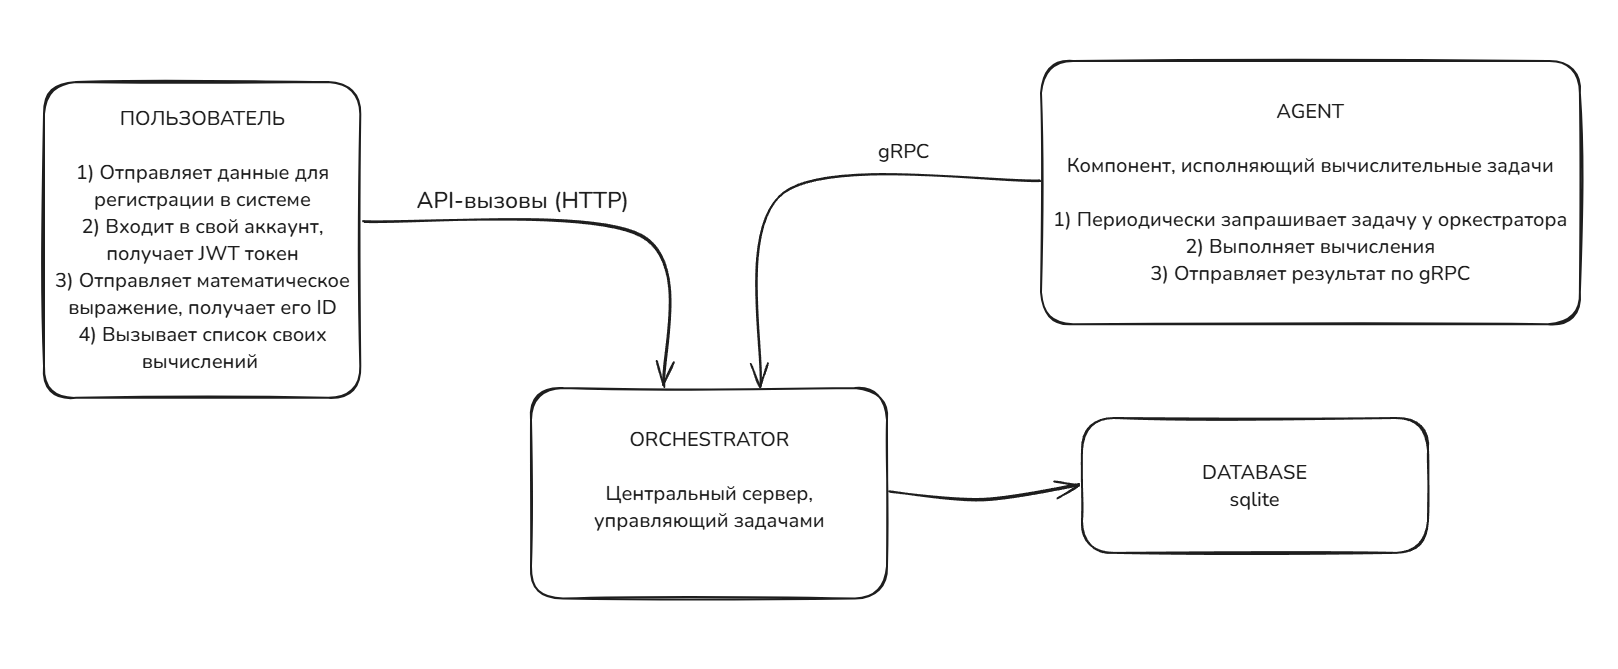 ПОЛЬЗОВАТЕЛЬ
1) Отправляет данные для
регистрации в системе
2) Входит в свой аккаунт,
получает JWT токен
3) Отправляет математическое
выражение, получает его ID
4) Вызывает список своих
вычислений
API-вызовы (HTTP)
gRPC
AGENT
Компонент, исполняющий вычислительные задачи
1) Периодически запрашивает задачу у оркестратора
2) Выполняет вычисления
3) Отправляет результат по gRPC
ORCHESTRATOR
Центральный сервер,
управляющий задачами
DATABASE
sqlite